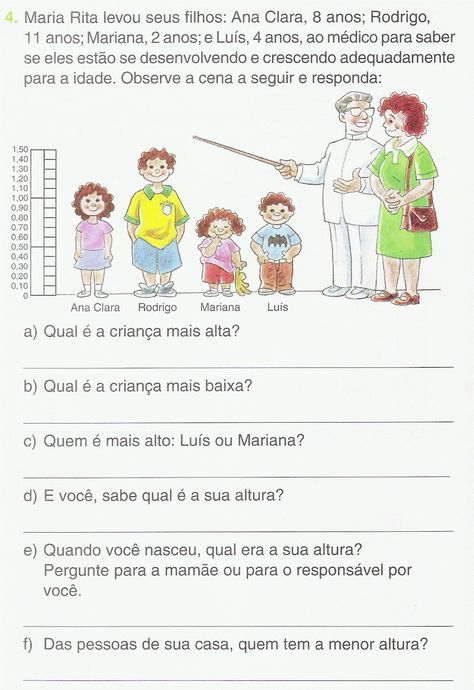 4. Maria Rita levou seus filhos: Ana Clara, 8 anos; Rodrigo,
11 anos; Mariana, 2 anos; e Luís, 4 anos, ao médico para saber
se eles estão se desenvolvendo e crescendo adequadamente
para a idade. Observe a cena a seguir e responda:
1,50
1,40
1,30
1,20
1,10
1,00
0,90
0,80
0,70
0,60
0,50
0,40
0,30
0,20
0,10
0
Ana Clara Rodrigo Mariana Luís
a) Qual é a criança mais alta?
b) Qual é a criança mais baixa?
c) Quem é mais alto: Luís ou Mariana?
d) E você, sabe qual é a sua altura?
e) Quando você nasceu, qual era a sua altura?
Pergunte para a mamãe ou para o responsável por
você.
f) Das pessoas de sua casa, quem tem a menor altura?